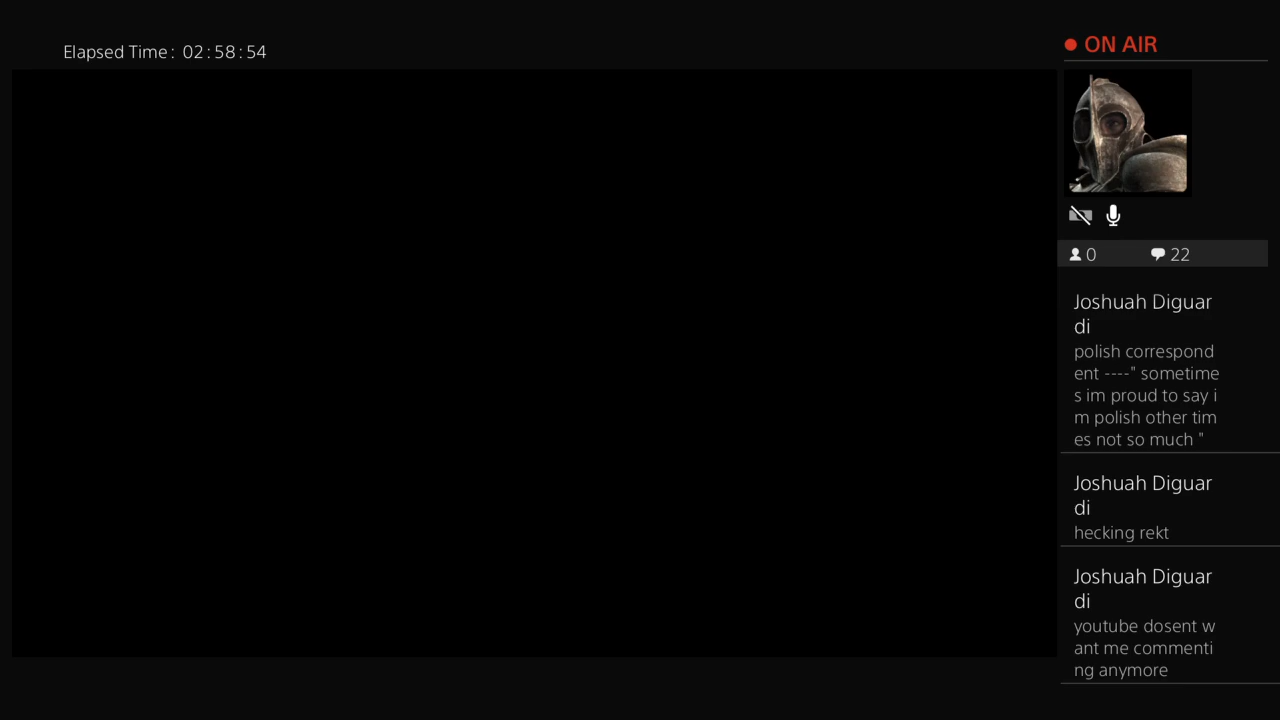 Elapsed Time: 02:58:54
ON AIR
0 22
Joshuah Diguar
di
polish correspond
ent ----" sometime
s im proud to say i
m polish other tim
es not so much "
Joshuah Diguar
di
hecking rekt
Joshuah Diguar
di
youtube dosent w
ant me commenti
ng anymore